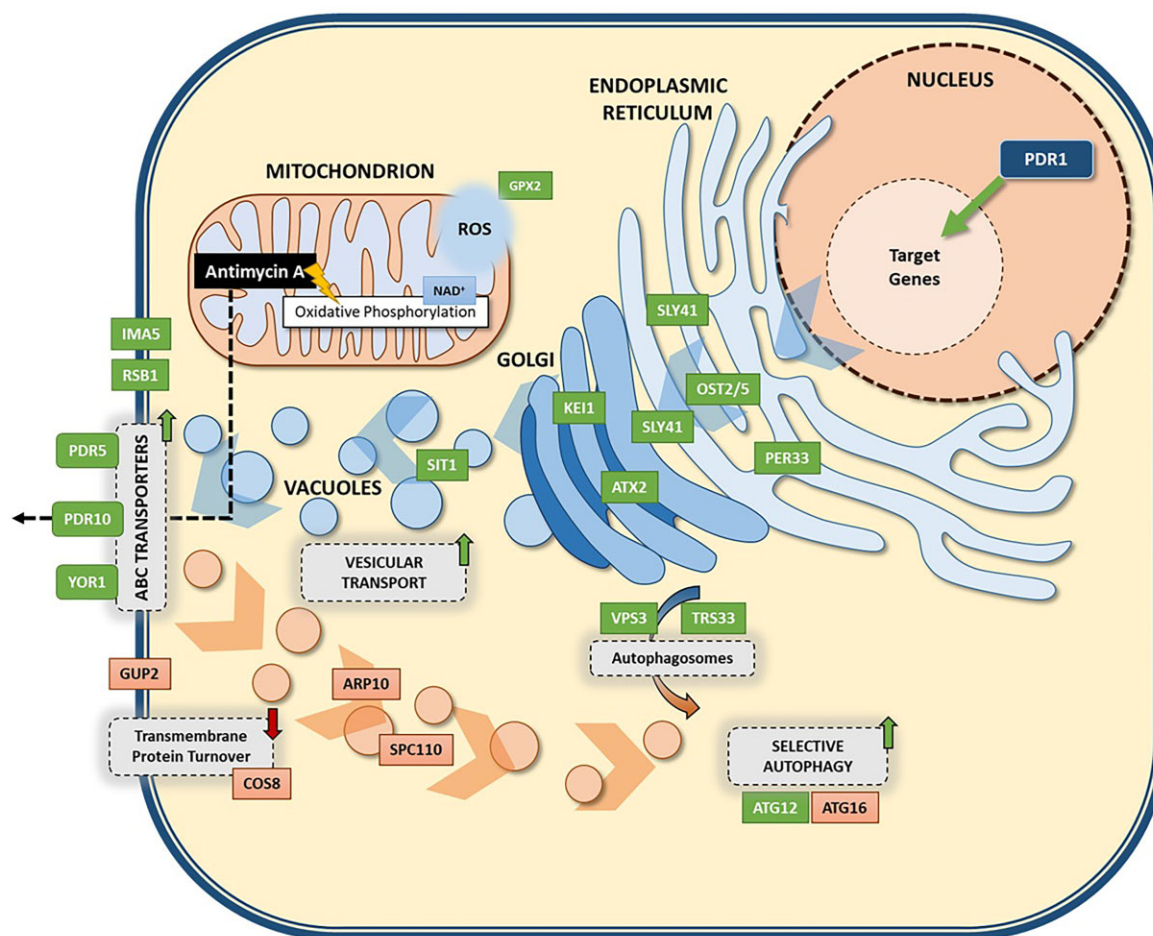 NUCLEUS
ENDOPLASMIC
RETICULUM
PDR1
MITOCHONDRION
GPX2
ROS
Target
Genes
Antimycin A
NAD⁺
Oxidative Phosphorylation
SLY41
IMA5
RSB1
GOLGI
OST2/5
KEI1
SLY41
PDR5
PER33
SIT1
VACUOLES
ATX2
PDR10
ABC TRANSPORTERS
VESICULAR
TRANSPORT
YOR1
VPS3
TRS33
Autophagosomes
GUP2
ARP10
Transmembrane
Protein Turnover
SPC110
SELECTIVE
AUTOPHAGY
COS8
ATG12
ATG16